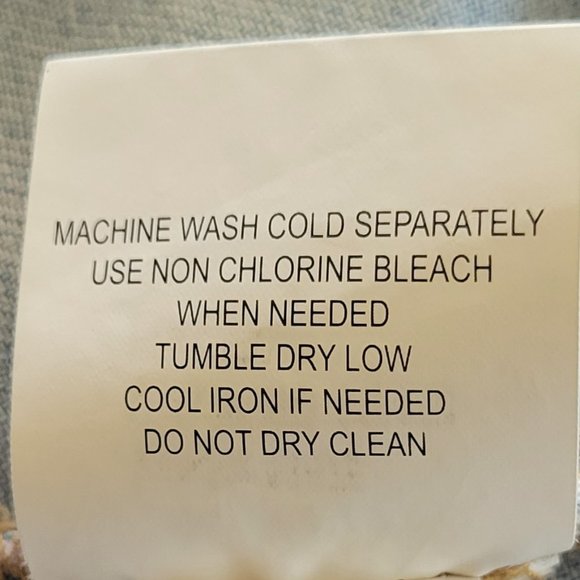 MACHINE WASH COLD SEPARATELY
USE NON CHLORINE BLEACH
WHEN NEEDED
TUMBLE DRY LOW
COOL IRON IF NEEDED
DO NOT DRY CLEAN